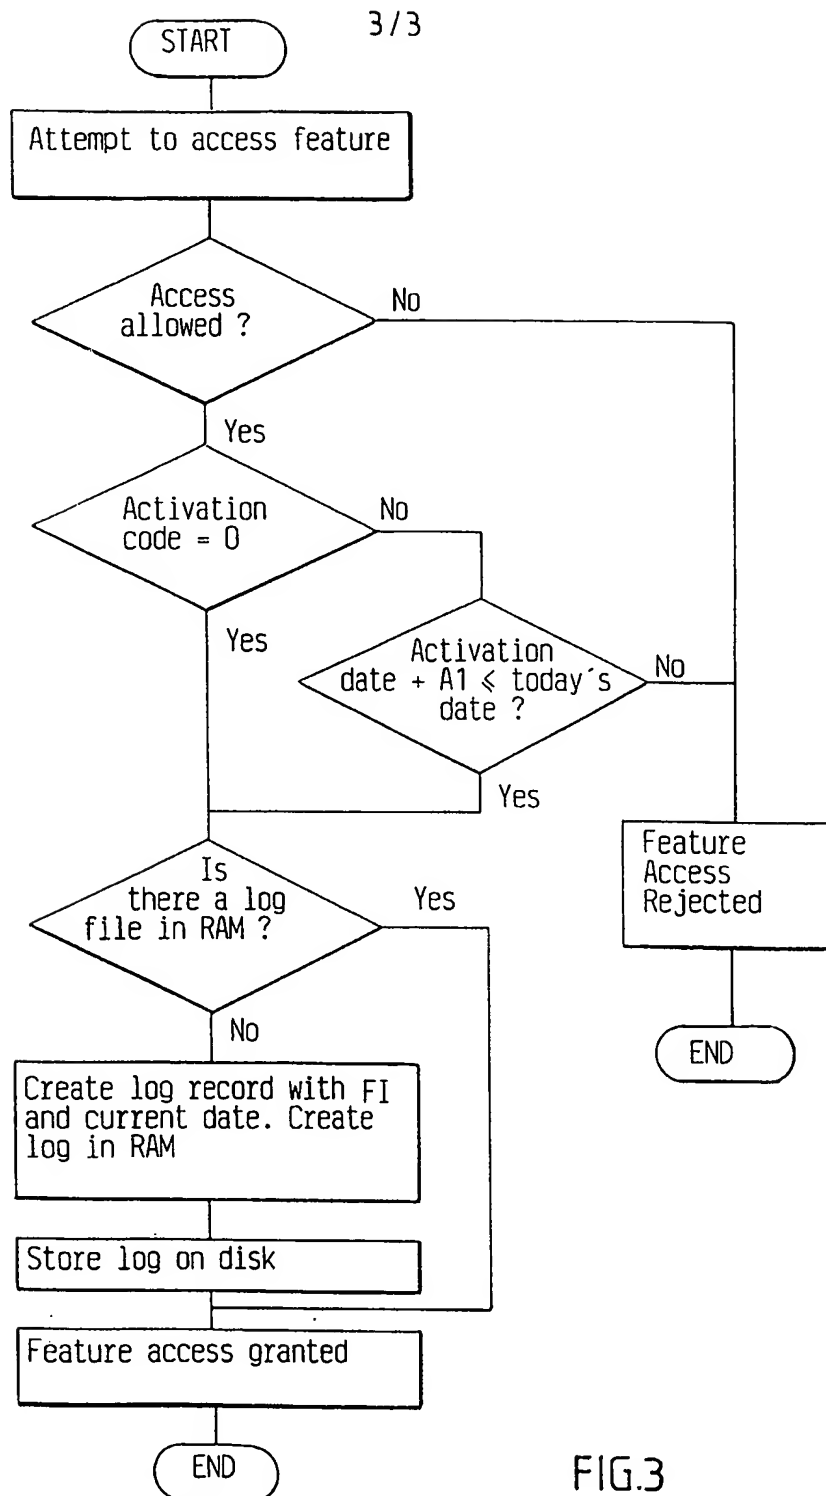 3/3
START
Attempt to access feature
Access
allowed ?
No
Yes
Activation
code = 0
No
Yes
Activation
date + A1 ⩽ today´s
date ?
No
Yes
Feature
Access
Rejected
Is
there a log
file in RAM ?
Yes
No
END
Create log record with FI
and current date. Create
log in RAM
Store log on disk
Feature access granted
END
FIG.3